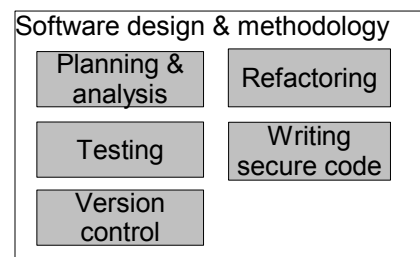 Software design & methodology
Planning &
analysis
Refactoring
Testing
Writing
secure code
Version
control